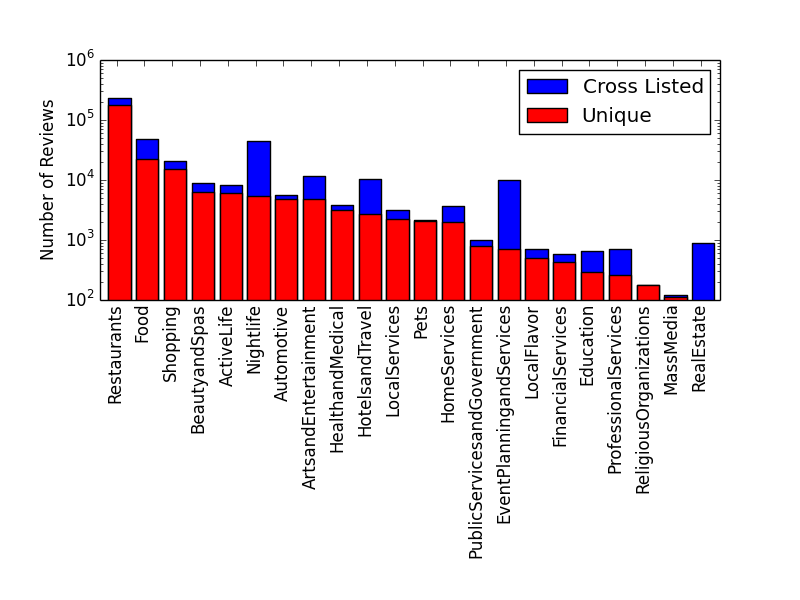 10^6
10^5
10^4
10^3
10^2
Number of Reviews
Cross Listed
Unique
Restaurants
Food
Shopping
BeautyandSpas
ActiveLife
Nightlife
Automotive
ArtsandEntertainment
HealthandMedical
HotelsandTravel
LocalServices
Pets
HomeServices
PublicServicesandGovernment
EventPlanningandServices
LocalFlavor
FinancialServices
Education
ProfessionalServices
ReligiousOrganizations
MassMedia
RealEstate